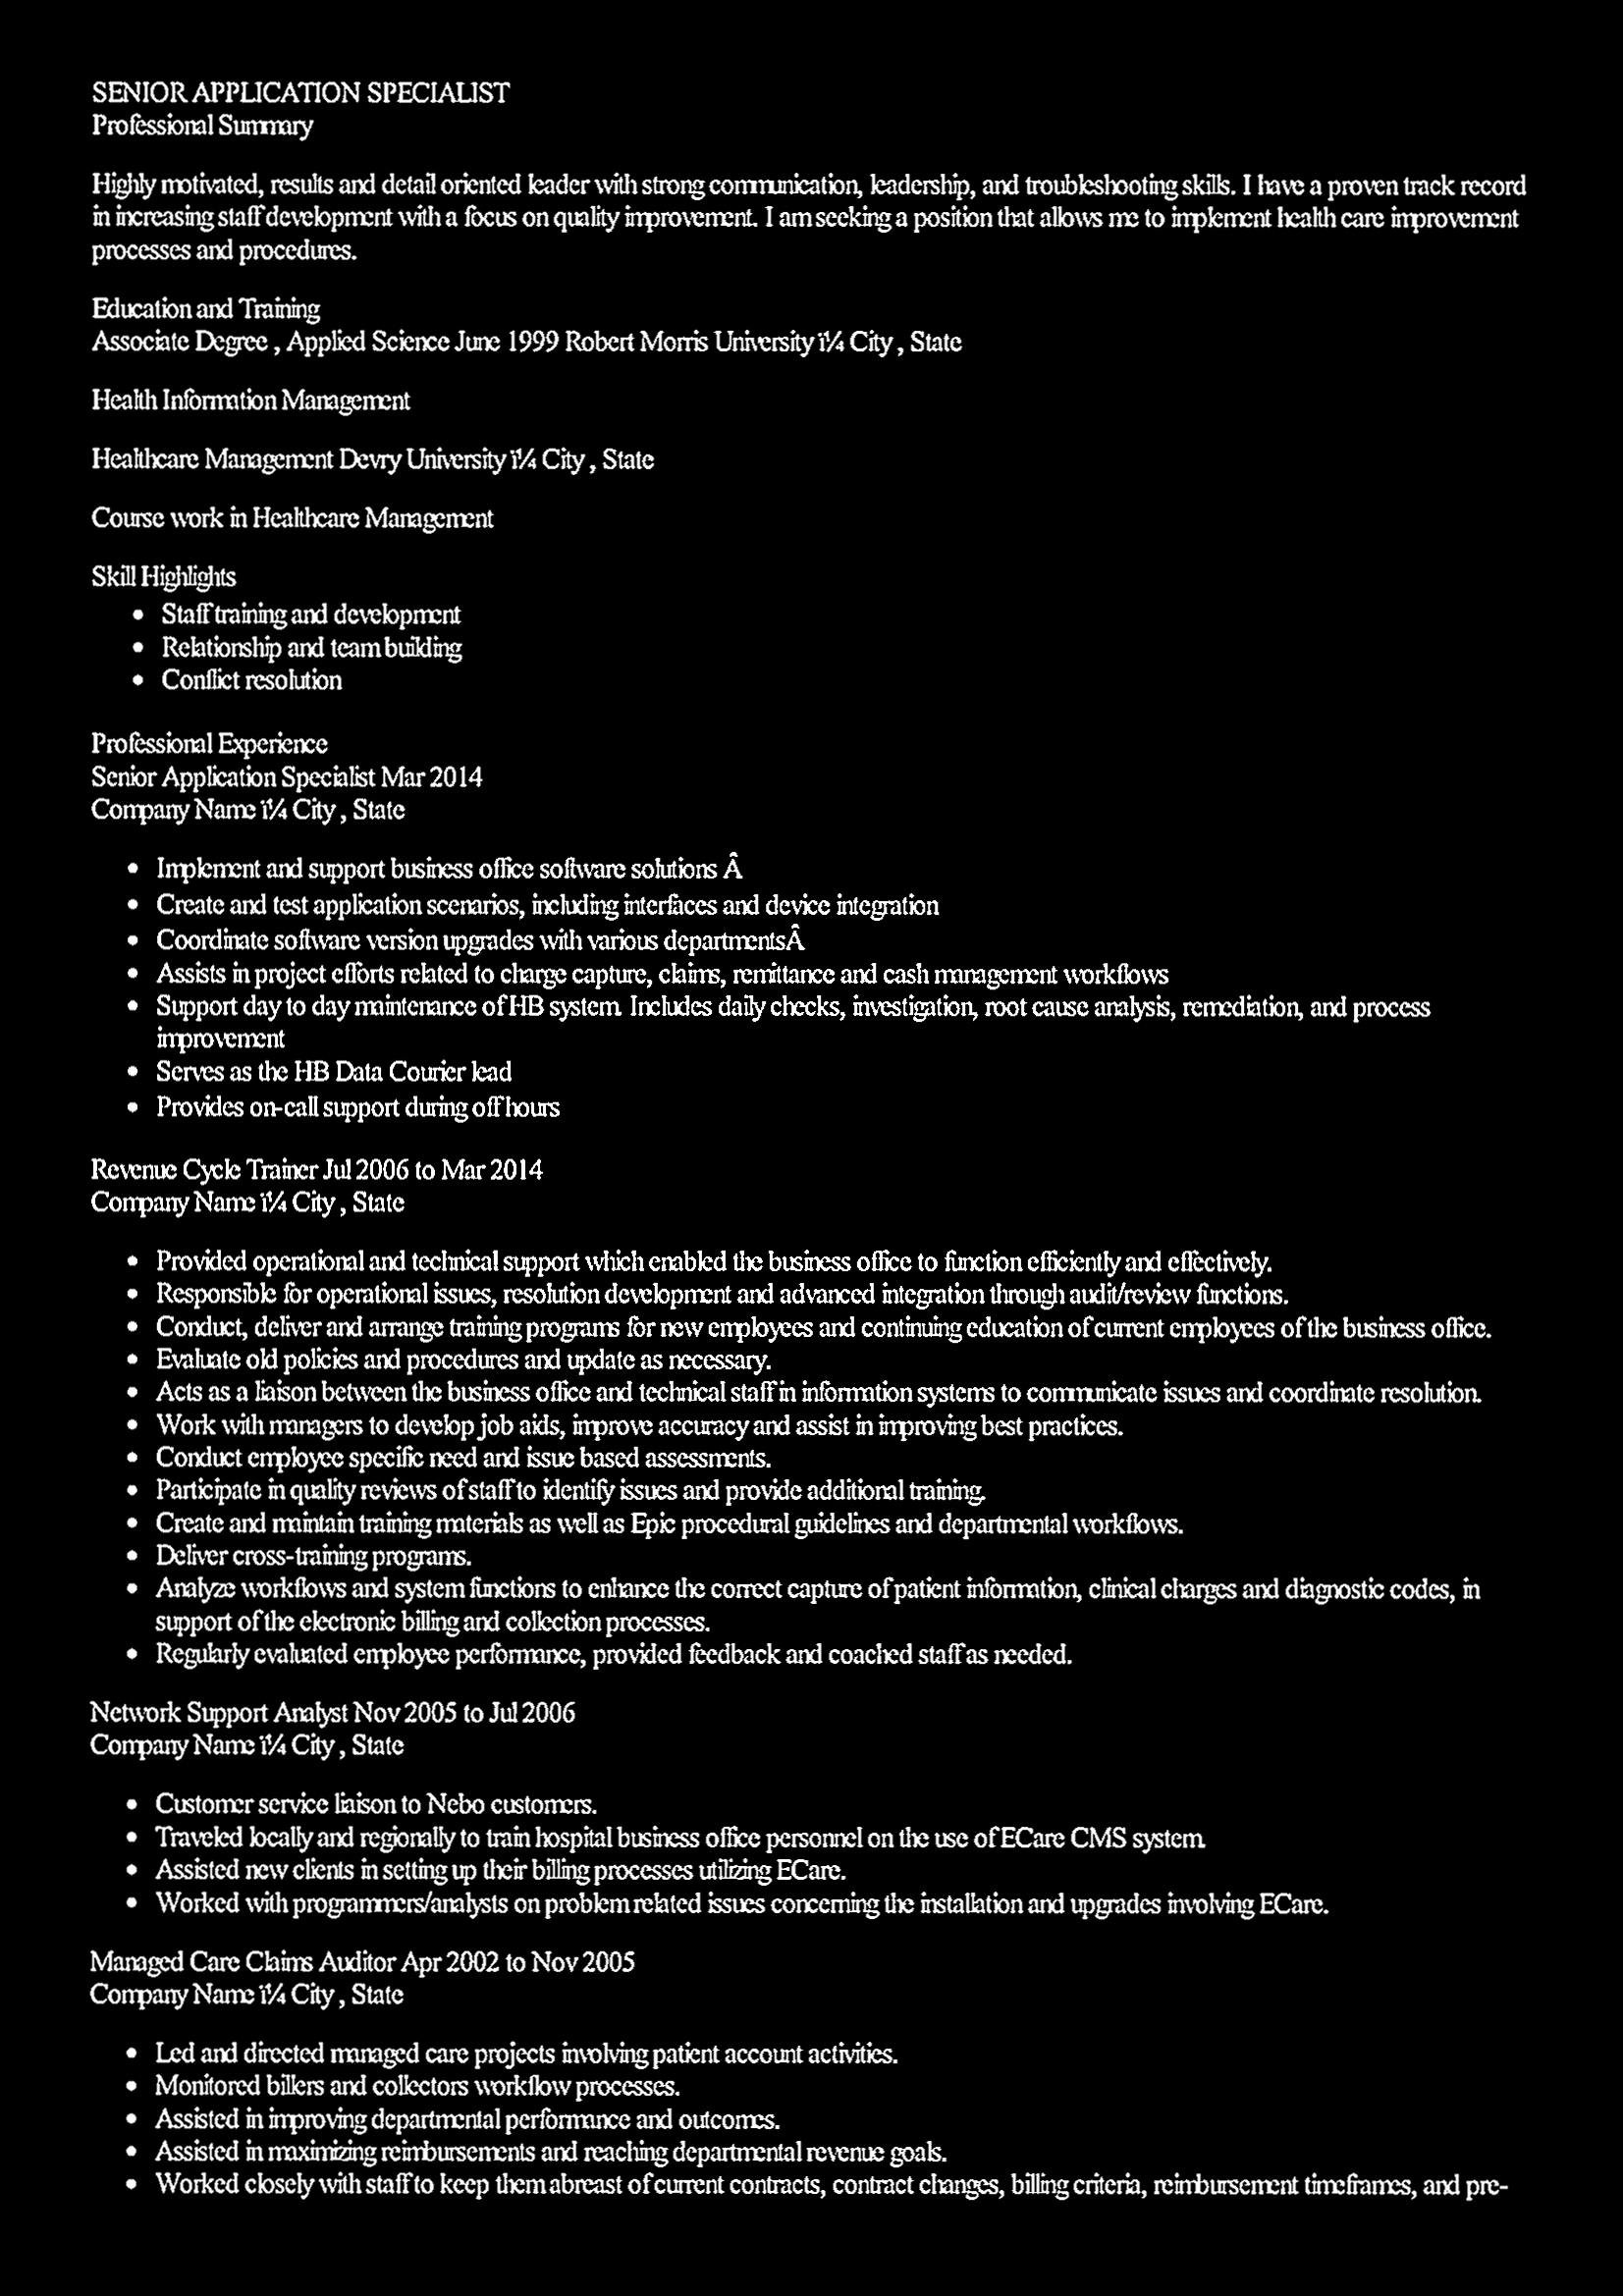 SENIOR APPLICATION SPECIALIST
Professional Summary
Highly motivated, results and detail oriented leader with strong communication, leadership, and troubleshooting skills. I have a proven track record
in increasing staff development with a focus on quality improvement. I am seeking a position that allows me to implement health care improvement
processes and procedures.
Education and Training
Associate Degree , Applied Science June 1999 Robert Morris University ï¼ City , State
Health Information Management
Healthcare Management Devry University ï¼ City , State
Course work in Healthcare Management
Skill Highlights
• Staff training and development
• Relationship and team building
• Conflict resolution
Professional Experience
Senior Application Specialist Mar 2014
Company Name ï¼ City , State
• Implement and support business office software solutions Â
• Create and test application scenarios, including interfaces and device integration
• Coordinate software version upgrades with various departmentsÂ
• Assists in project efforts related to charge capture, claims, remittance and cash management workflows
• Support day to day maintenance of HB system. Includes daily checks, investigation, root cause analysis, remediation, and process
improvement
• Serves as the HB Data Courier lead
• Provides on-call support during off hours
Revenue Cycle Trainer Jul 2006 to Mar 2014
Company Name ï¼ City , State
• Provided operational and technical support which enabled the business office to function efficiently and effectively.
• Responsible for operational issues, resolution development and advanced integration through audit/review functions.
• Conduct, deliver and arrange training programs for new employees and continuing education of current employees of the business office.
• Evaluate old policies and procedures and update as necessary.
• Acts as a liaison between the business office and technical staff in information systems to communicate issues and coordinate resolution.
• Work with managers to develop job aids, improve accuracy and assist in improving best practices.
• Conduct employee specific need and issue based assessments.
• Participate in quality reviews of staff to identify issues and provide additional training.
• Create and maintain training materials as well as Epic procedural guidelines and departmental workflows.
• Deliver cross-training programs.
• Analyze workflows and system functions to enhance the correct capture of patient information, clinical charges and diagnostic codes, in
support of the electronic billing and collection processes.
• Regularly evaluated employee performance, provided feedback and coached staff as needed.
Network Support Analyst Nov 2005 to Jul 2006
Company Name ï¼ City , State
• Customer service liaison to Nebo customers.
• Traveled locally and regionally to train hospital business office personnel on the use of ECare CMS system.
• Assisted new clients in setting up their billing processes utilizing ECare.
• Worked with programmers/analysts on problem related issues concerning the installation and upgrades involving ECare.
Managed Care Claims Auditor Apr 2002 to Nov 2005
Company Name ï¼ City , State
• Led and directed managed care projects involving patient account activities.
• Monitored billers and collectors workflow processes.
• Assisted in improving departmental performance and outcomes.
• Assisted in maximizing reimbursements and reaching departmental revenue goals.
• Worked closely with staff to keep them abreast of current contracts, contract changes, billing criteria, reimbursement timeframes, and pre-